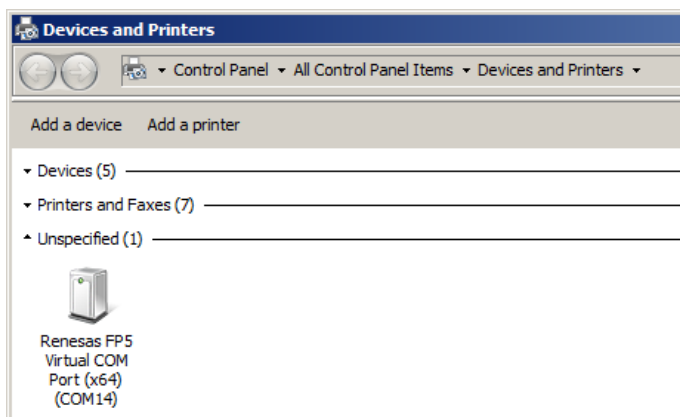 Devices and Printers
Control Panel All Control Panel Items Devices and Printers
Add a device Add a printer
Devices (5)
Printers and Faxes (7)
Unspecified (1)
Renesas FP5
Virtual COM
Port (x64)
(COM14)